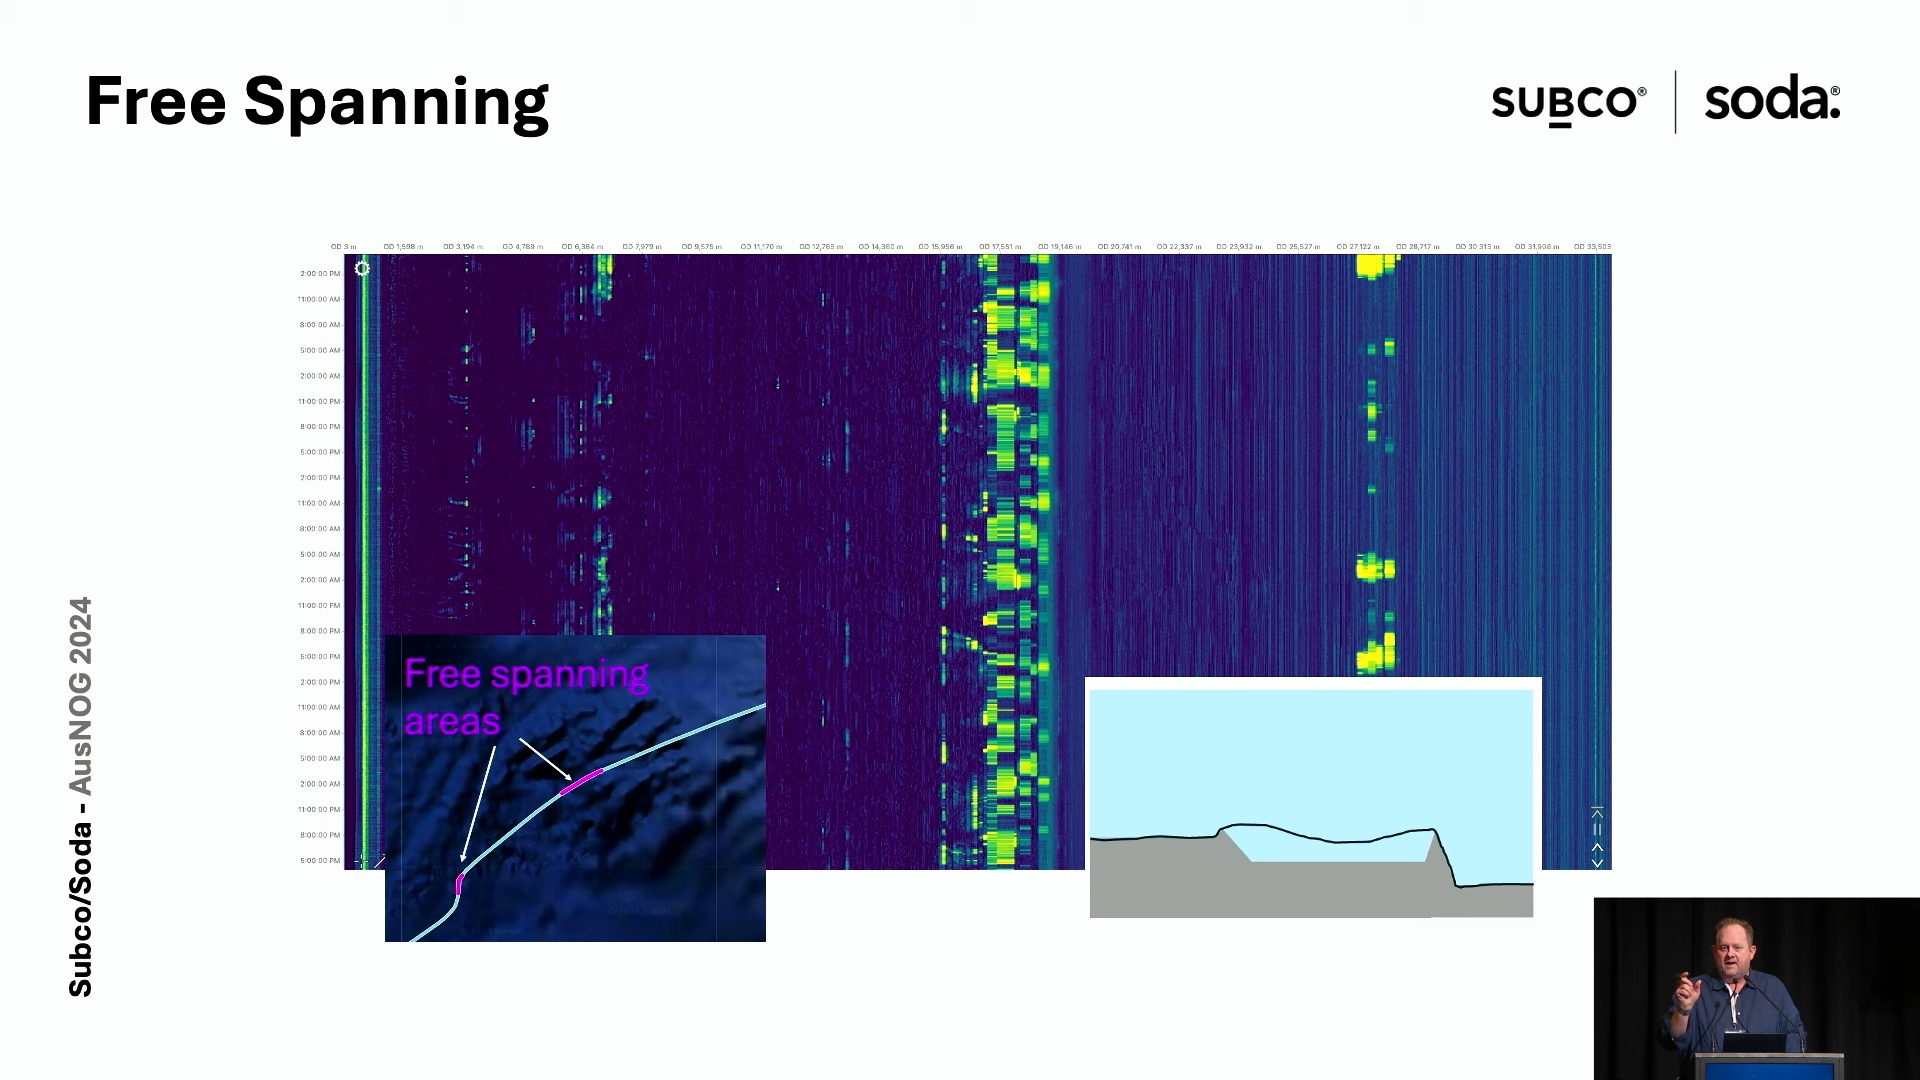 Free Spanning
SUBCO® soda.®
OD 3 m OD 1,598 m OD 3,194 m OD 4,789 m OD 6,384 m OD 7,979 m OD 9,575 m OD 11,170 m OD 12,765 m OD 14,360 m OD 15,956 m OD 17,551 m OD 19,146 m OD 20,741 m OD 22,337 m OD 23,932 m OD 25,527 m OD 27,122 m OD 28,717 m OD 30,313 m OD 31,908 m OD 33,503
2:00:00 PM
11:00:00 AM
8:00:00 AM
5:00:00 AM
2:00:00 AM
11:00:00 PM
8:00:00 PM
5:00:00 PM
2:00:00 PM
11:00:00 AM
8:00:00 AM
5:00:00 AM
2:00:00 AM
11:00:00 PM
8:00:00 PM
5:00:00 PM
2:00:00 PM
11:00:00 AM
8:00:00 AM
5:00:00 AM
2:00:00 AM
11:00:00 PM
8:00:00 PM
5:00:00 PM
Free spanning
areas
Subco/Soda - AusNOG 2024